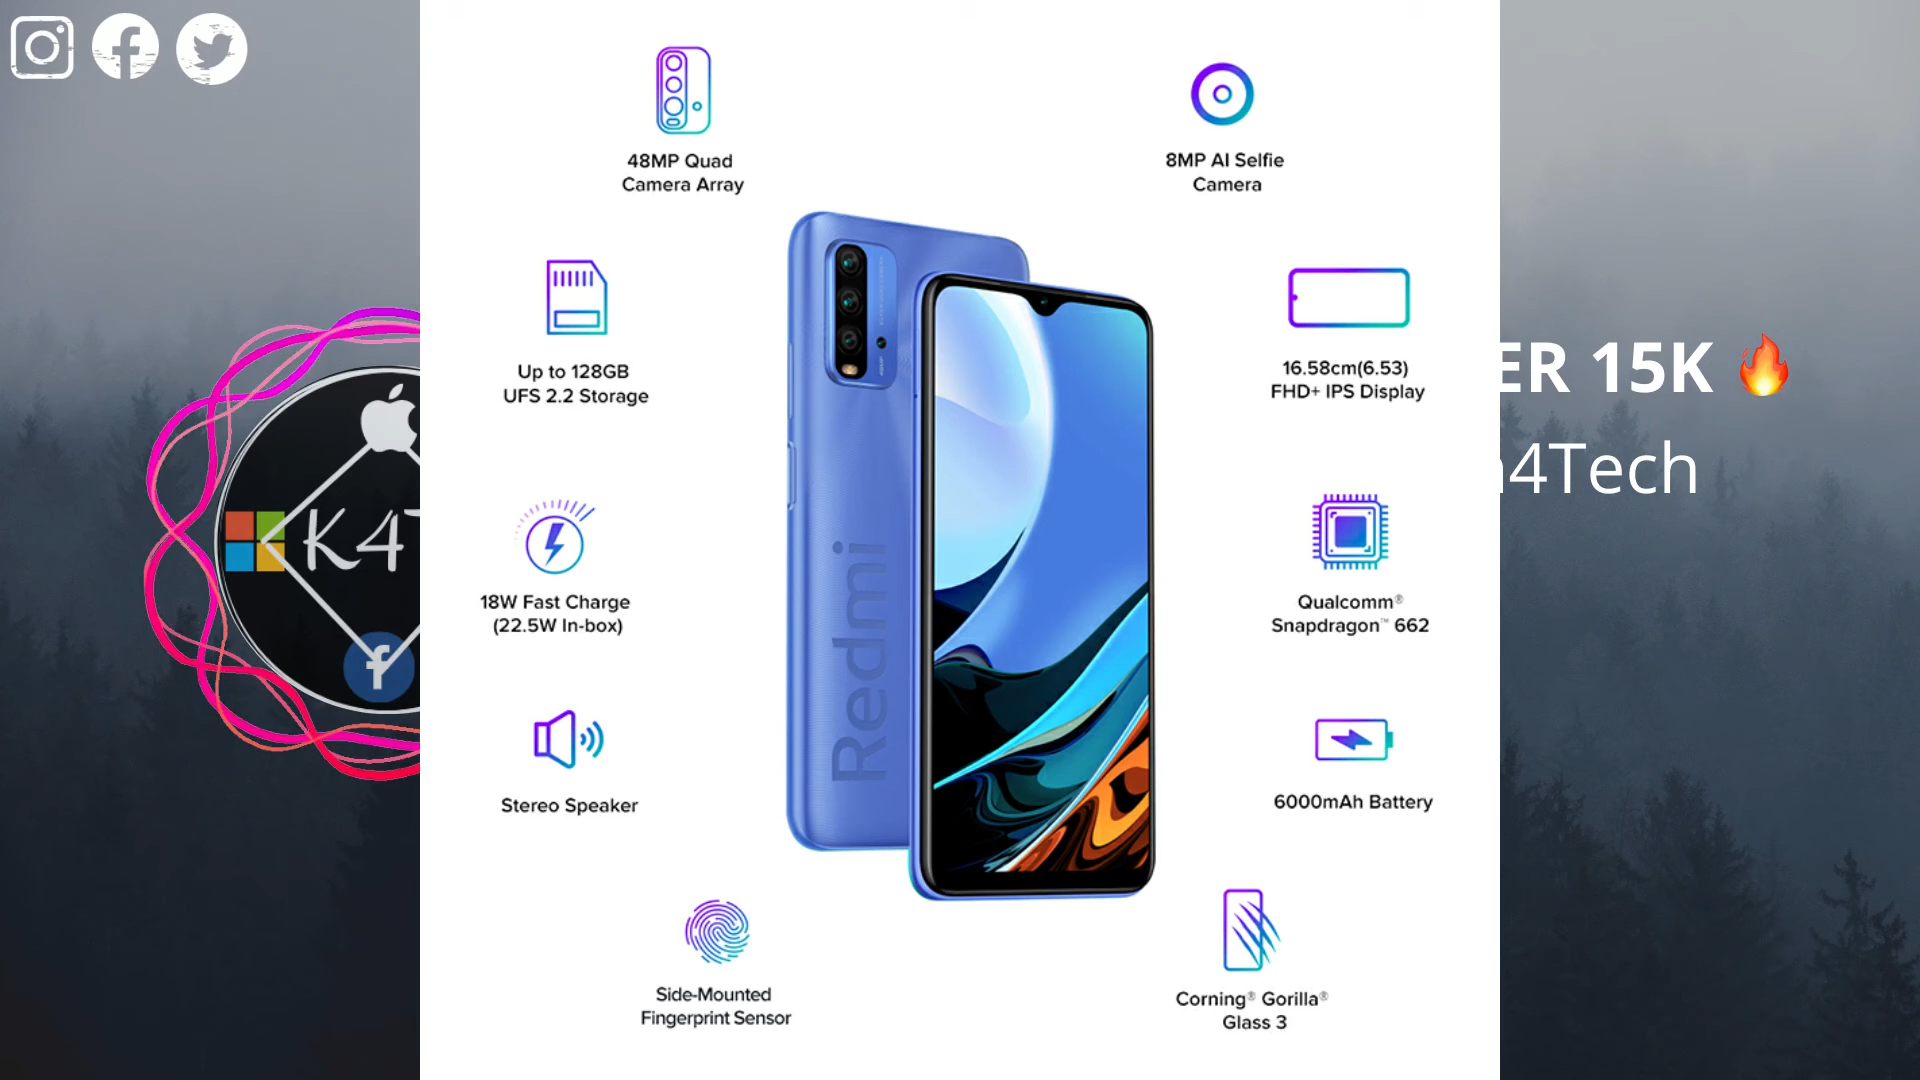 48MP Quad
Camera Array
8MP AI Selfie
Camera
Up to 128GB
UFS 2.2 Storage
16.58cm(6.53)
FHD+ IPS Display
ER 15K 🔥
4Tech
K4
18W Fast Charge
(22.5W In-box)
Qualcomm®
Snapdragon™ 662
Redmi
Stereo Speaker
6000mAh Battery
Side-Mounted
Fingerprint Sensor
Corning® Gorilla®
Glass 3